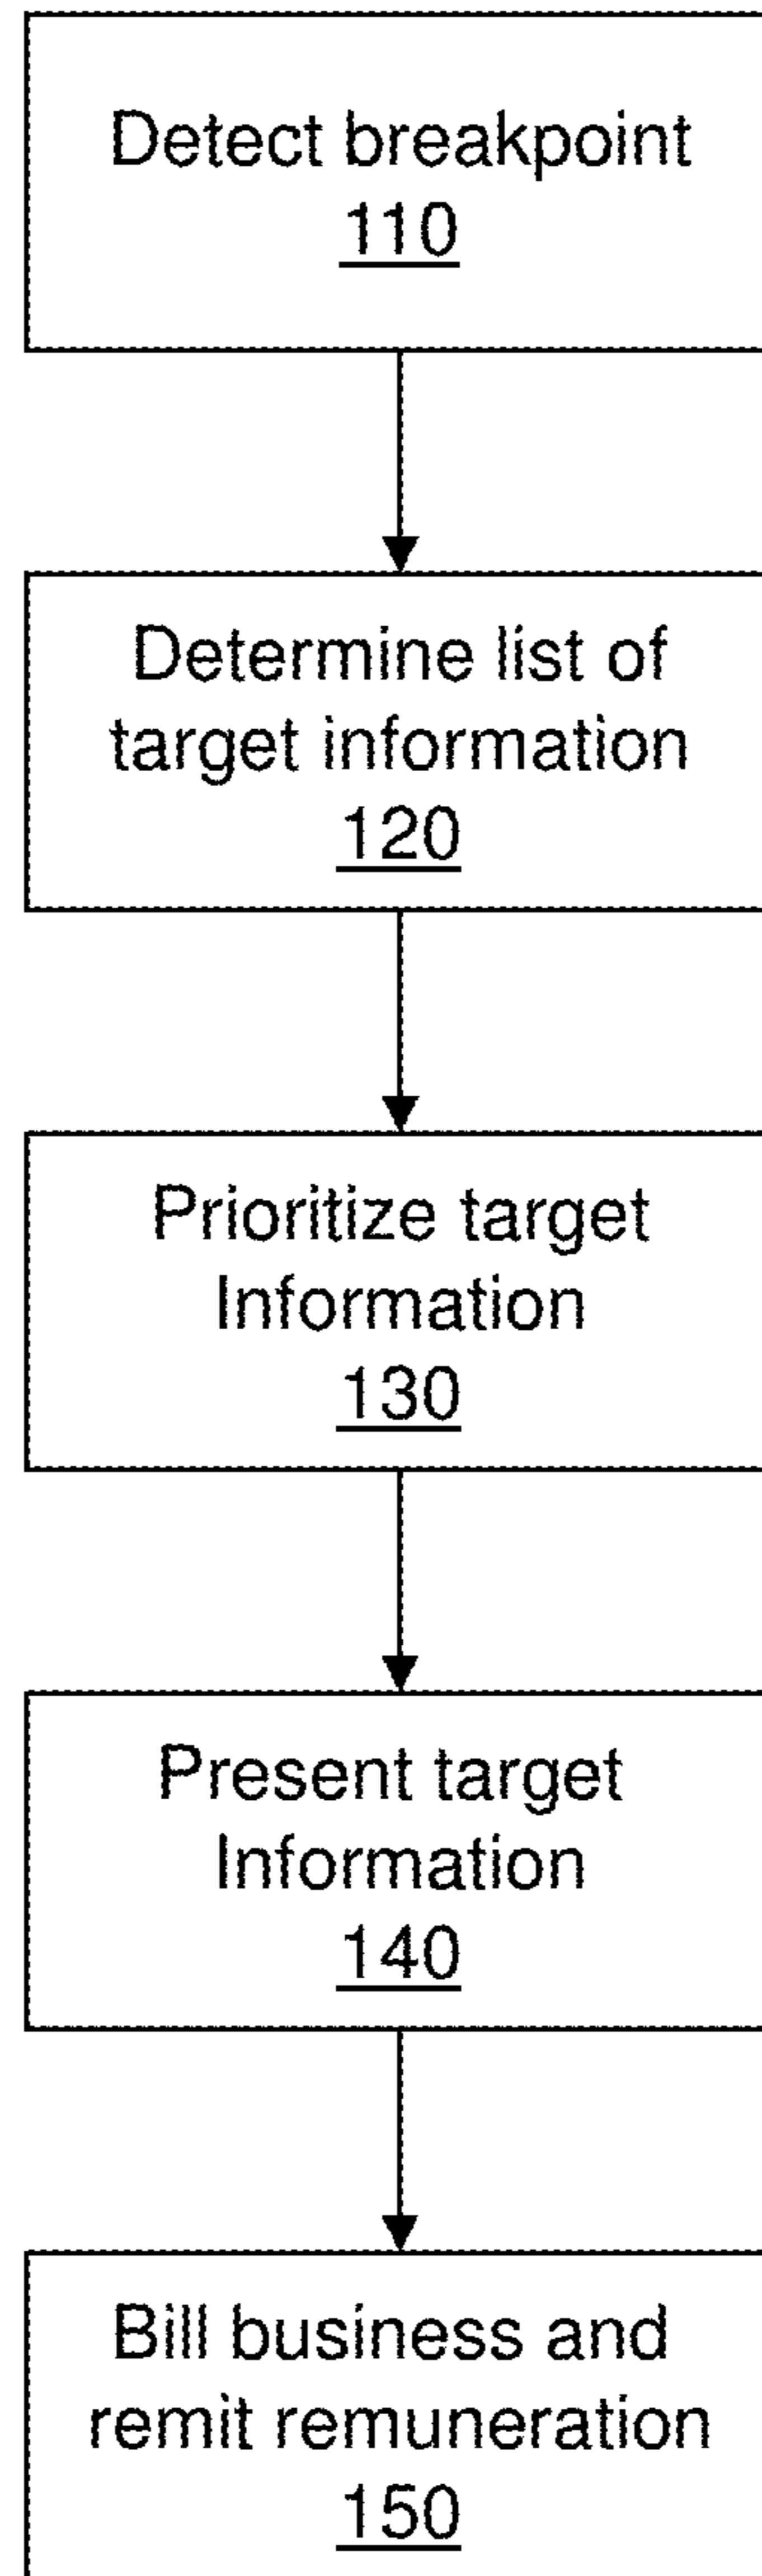 Detect breakpoint
110
Determine list of
target information
120
Prioritize target
Information
130
Present target
Information
140
Bill business and
remit remuneration
150